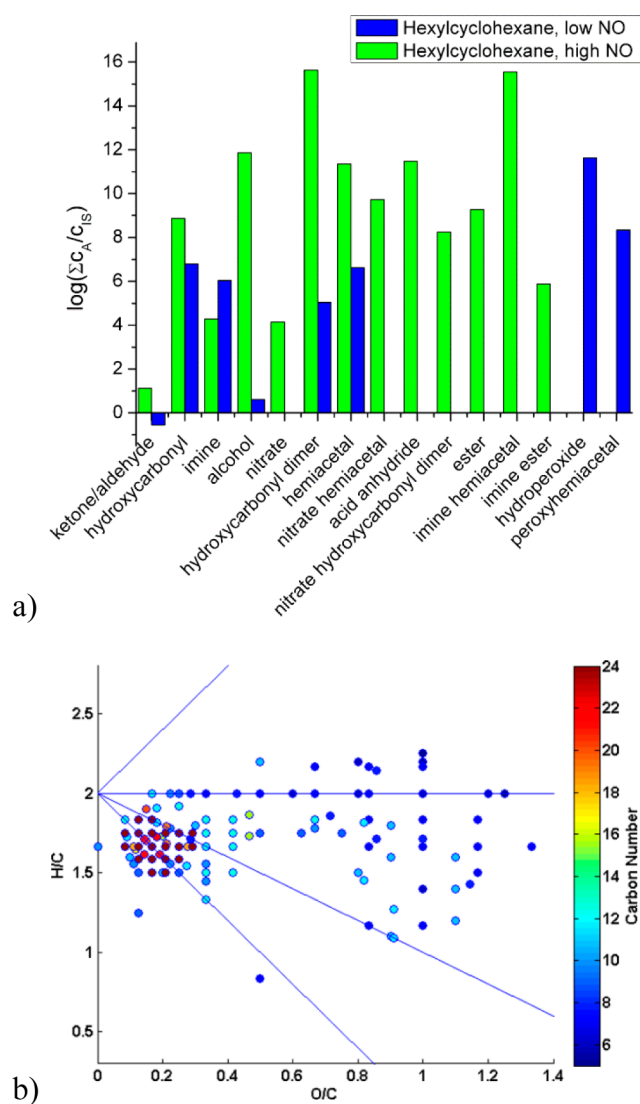 a)
Hexylcyclohexane, low NO
Hexylcyclohexane, high NO
log(Σc_A/c_IS)
16
14
12
10
8
6
4
2
0
ketone/aldehyde
hydroxycarbonyl
imine
alcohol
nitrate
hydroxycarbonyl dimer
hemiacetal
nitrate hemiacetal
acid anhydride
nitrate hydroxycarbonyl dimer
ester
imine hemiacetal
imine ester
hydroperoxide
peroxyhemiacetal
b)
H/C
2.5
2
1.5
1
0.5
0 0.2 0.4 0.6 0.8 1 1.2 1.4
O/C
24
22
20
18
16
14
12
10
8
6
Carbon Number